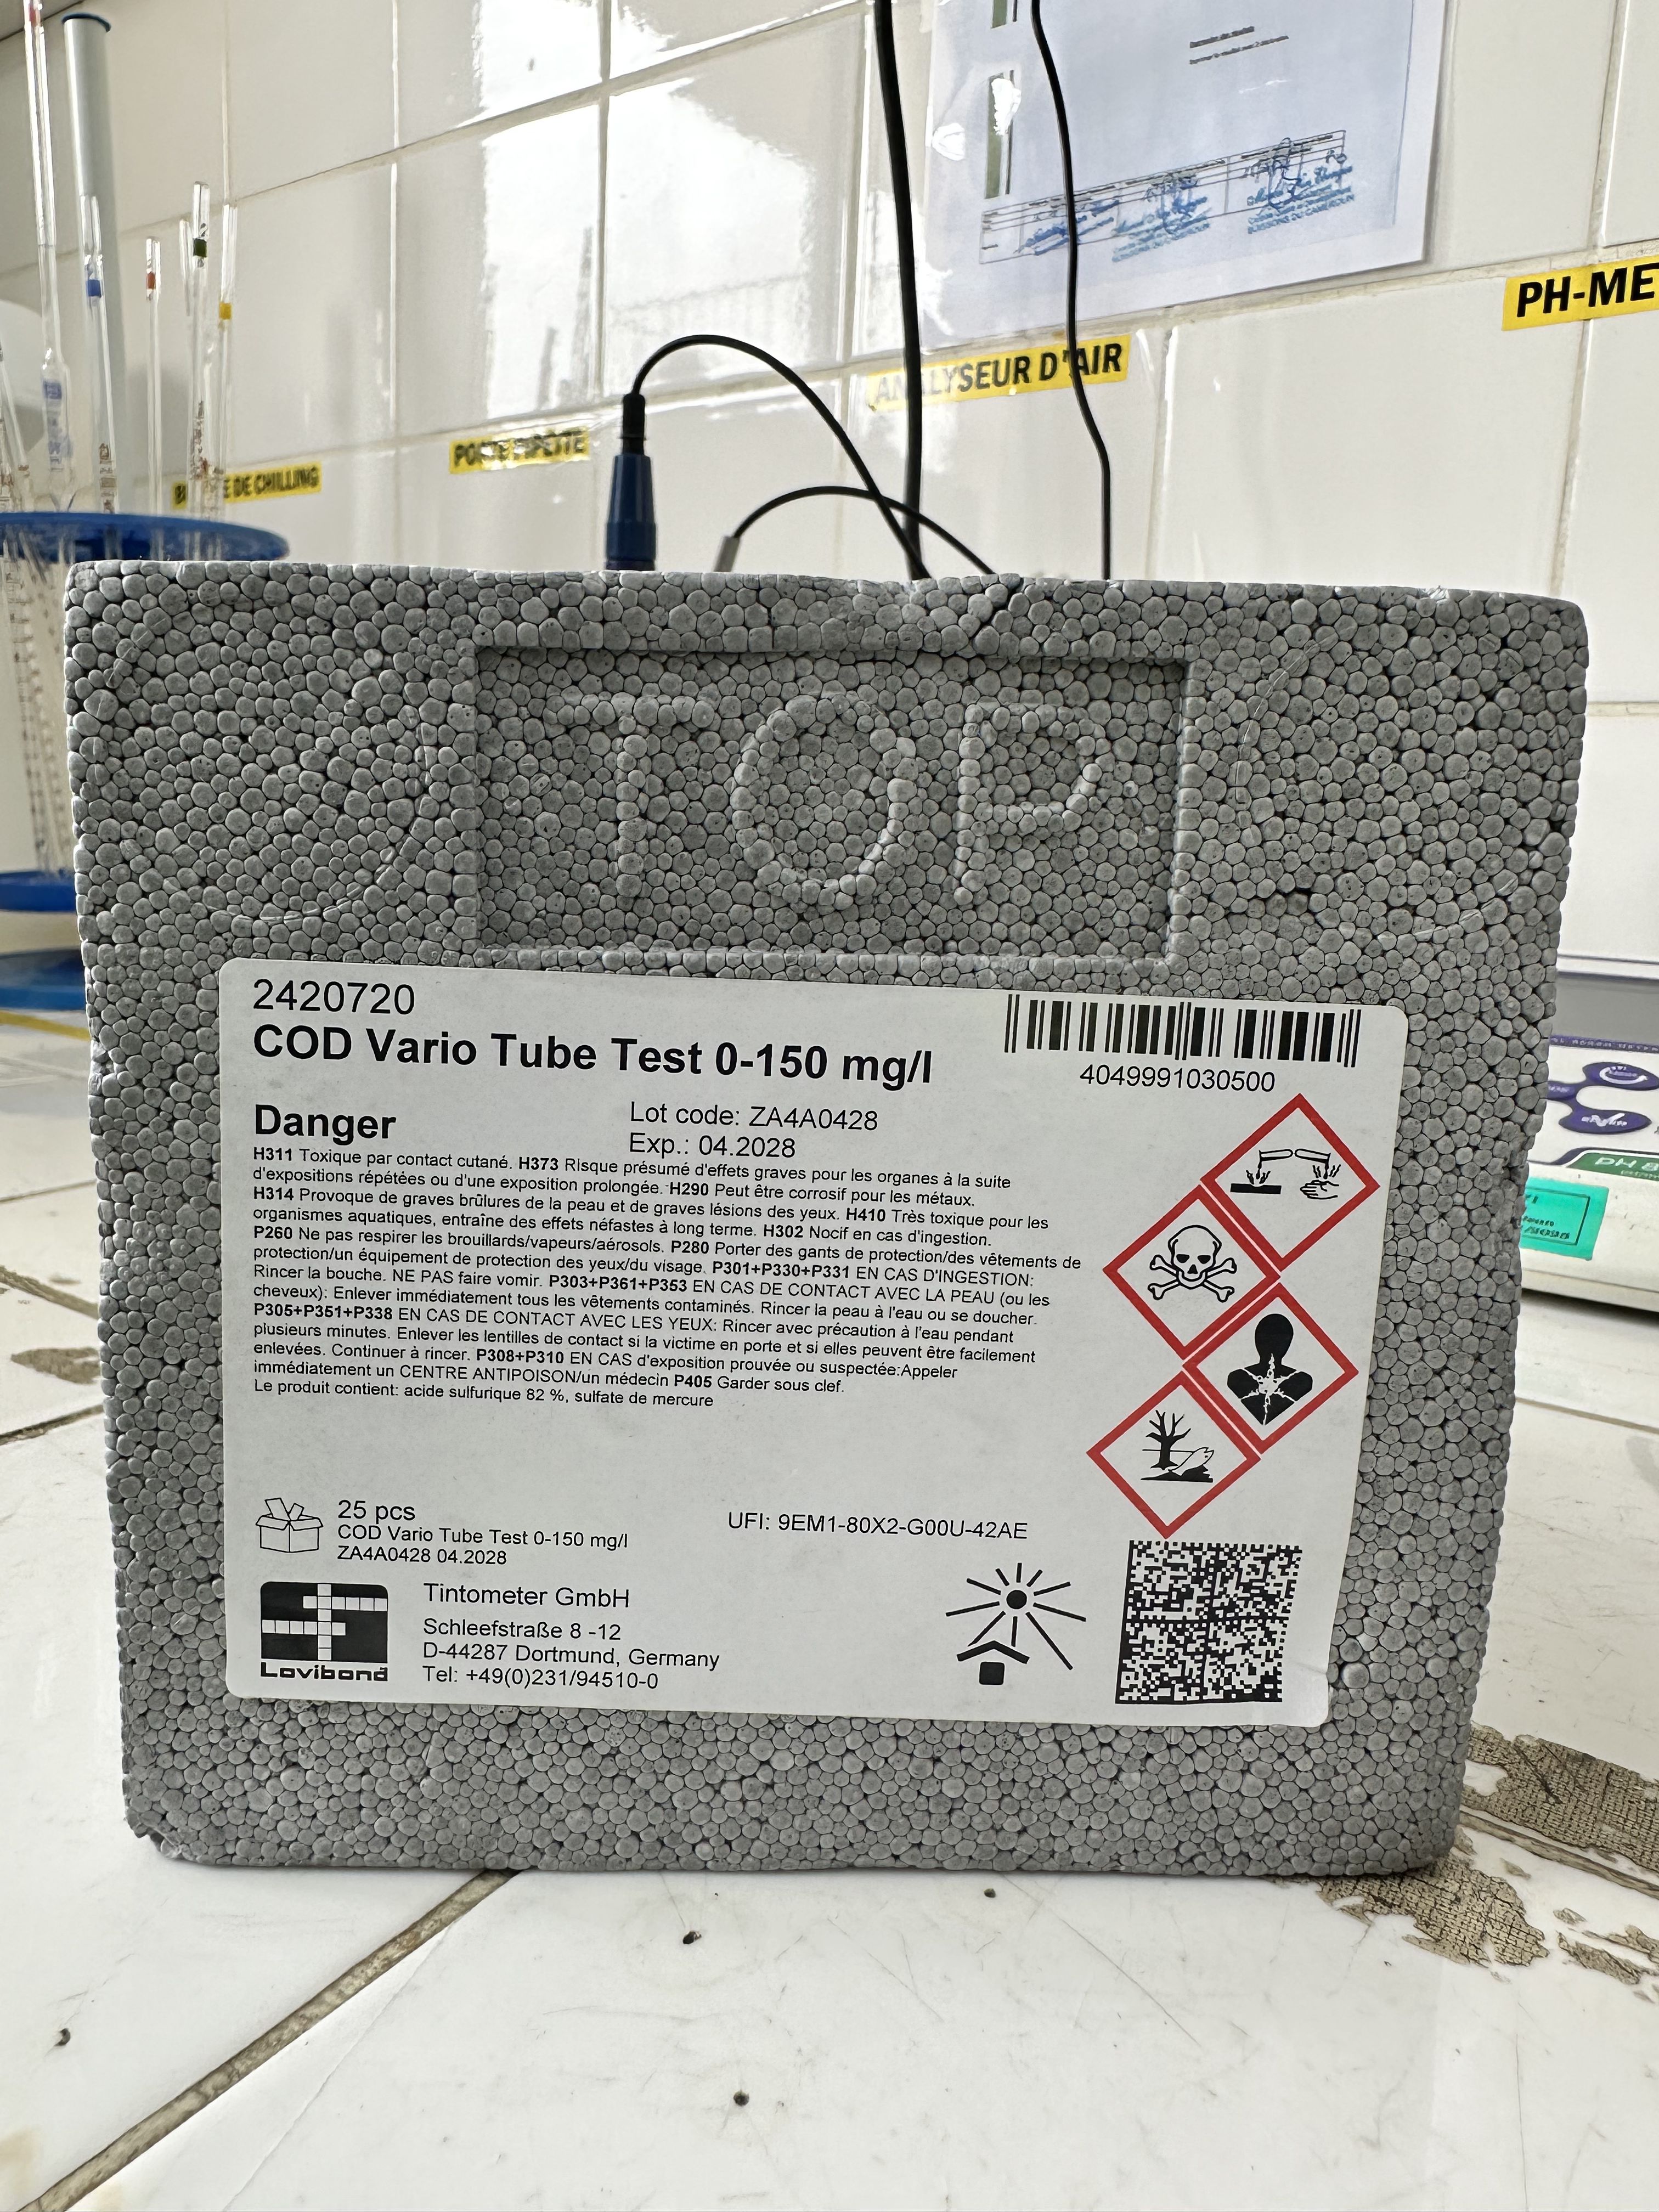 BOISSONS DU CAMEROUN
BOISSONS DU CAMEROUN
PH-ME
ANALYSEUR D'AIR
PORTE PIPETTE
E DE CHILLING
TOP
2420720
COD Vario Tube Test 0-150 mg/l
4049991030500
Danger
Lot code: ZA4A0428
Exp.: 04.2028
H311 Toxique par contact cutané. H373 Risque présumé d'effets graves pour les organes à la suite
d'expositions répétées ou d'une exposition prolongée. H290 Peut être corrosif pour les métaux.
H314 Provoque de graves brûlures de la peau et de graves lésions des yeux. H410 Très toxique pour les
organismes aquatiques, entraîne des effets néfastes à long terme. H302 Nocif en cas d'ingestion.
P260 Ne pas respirer les brouillards/vapeurs/aérosols. P280 Porter des gants de protection/des vêtements de
protection/un équipement de protection des yeux/du visage. P301+P330+P331 EN CAS D'INGESTION:
Rincer la bouche. NE PAS faire vomir. P303+P361+P353 EN CAS DE CONTACT AVEC LA PEAU (ou les
cheveux): Enlever immédiatement tous les vêtements contaminés. Rincer la peau à l'eau ou se doucher.
P305+P351+P338 EN CAS DE CONTACT AVEC LES YEUX: Rincer avec précaution à l'eau pendant
plusieurs minutes. Enlever les lentilles de contact si la victime en porte et si elles peuvent être facilement
enlevées. Continuer à rincer. P308+P310 EN CAS d'exposition prouvée ou suspectée:Appeler
immédiatement un CENTRE ANTIPOISON/un médecin P405 Garder sous clef.
Le produit contient: acide sulfurique 82 %, sulfate de mercure
25 pcs
COD Vario Tube Test 0-150 mg/l
ZA4A0428 04.2028
UFI: 9EM1-80X2-G00U-42AE
Lovibond
Tintometer GmbH
Schleefstraße 8 -12
D-44287 Dortmund, Germany
Tel: +49(0)231/94510-0
pH 8